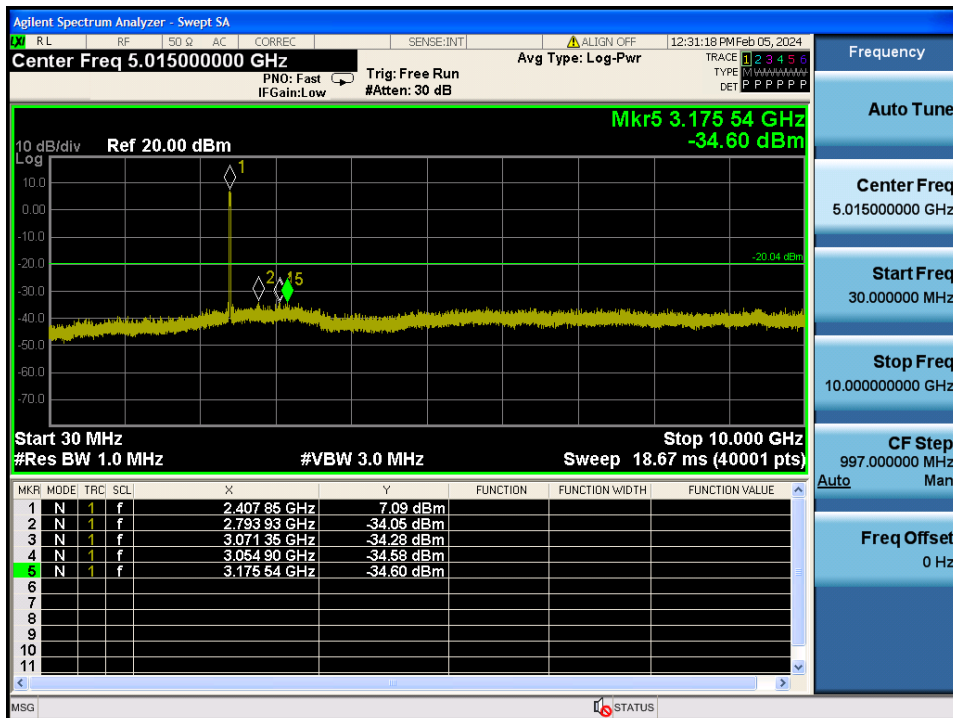 Agilent Spectrum Analyzer - Swept SA
LXI RL RF 50 Ω AC CORREC SENSE:INT ALIGN OFF 12:31:18 PM Feb 05, 2024
Center Freq 5.015000000 GHz
PNO: Fast
IFGain:Low
Trig: Free Run
#Atten: 30 dB
Avg Type: Log-Pwr
TRACE 1 2 3 4 5 6
TYPE M W W W W W
DET P P P P P P
Mkr5 3.175 54 GHz
-34.60 dBm
10 dB/div
Log
Ref 20.00 dBm
10.0
0.00
-10.0
-20.0
-30.0
-40.0
-50.0
-60.0
-70.0
1
2
5
-20.04 dBm
Start 30 MHz
Stop 10.000 GHz
#Res BW 1.0 MHz
#VBW 3.0 MHz
Sweep 18.67 ms (40001 pts)
MKR MODE TRC SCL X Y FUNCTION FUNCTION WIDTH FUNCTION VALUE
1 N 1 f 2.407 85 GHz 7.09 dBm
2 N 1 f 2.793 93 GHz -34.05 dBm
3 N 1 f 3.071 35 GHz -34.28 dBm
4 N 1 f 3.054 90 GHz -34.58 dBm
5 N 1 f 3.175 54 GHz -34.60 dBm
6
7
8
9
10
11
MSG
STATUS
Frequency
Auto Tune
Center Freq
5.015000000 GHz
Start Freq
30.000000 MHz
Stop Freq
10.000000000 GHz
CF Step
997.000000 MHz
Auto Man
Freq Offset
0 Hz